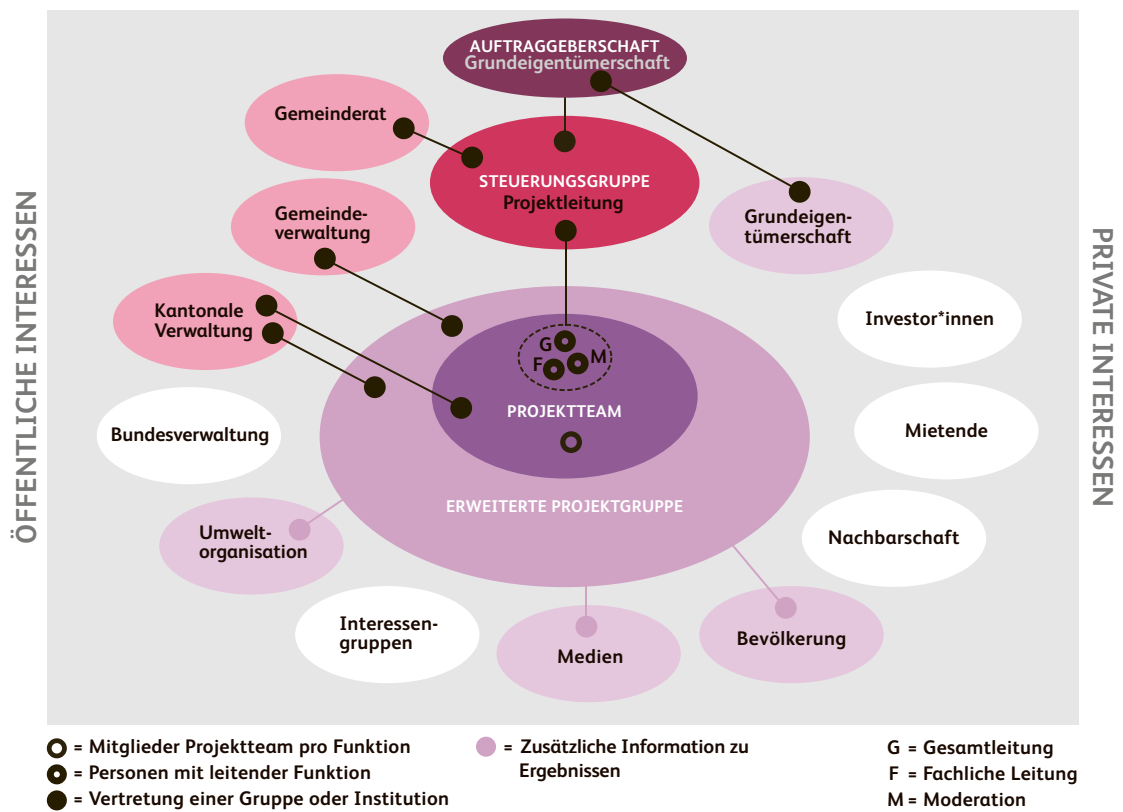 AUFTRAGGEBERSCHAFT
Grundeigentümerschaft
Gemeinderat
STEUERUNGSGRUPPE
Projektleitung
Gemeinde-
verwaltung
Grundeigen-
tümerschaft
Kantonale
Verwaltung
Investor*innen
G
M
F
PROJEKTTEAM
Bundesverwaltung
Mietende
ERWEITERTE PROJEKTGRUPPE
Umwelt-
organisation
Nachbarschaft
Interessen-
gruppen
Medien
Bevölkerung
ÖFFENTLICHE INTERESSEN
PRIVATE INTERESSEN
= Mitglieder Projektteam pro Funktion
= Personen mit leitender Funktion
= Vertretung einer Gruppe oder Institution
= Zusätzliche Information zu
Ergebnissen
G = Gesamtleitung
F = Fachliche Leitung
M = Moderation